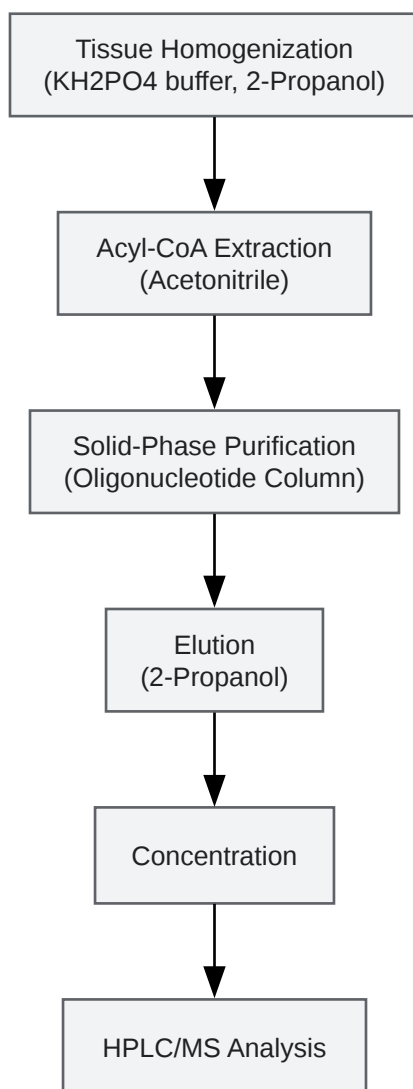 Tissue Homogenization
(KH2PO4 buffer, 2-Propanol)
Acyl-CoA Extraction
(Acetonitrile)
Solid-Phase Purification
(Oligonucleotide Column)
Elution
(2-Propanol)
Concentration
HPLC/MS Analysis